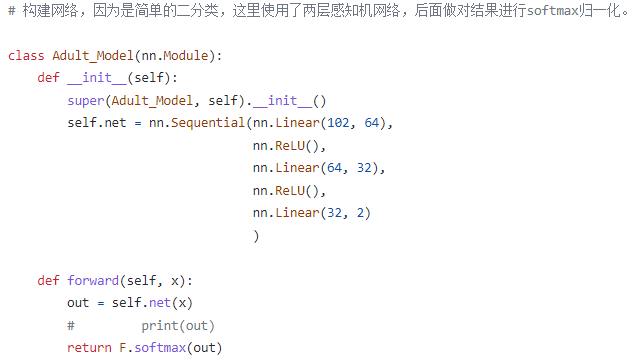 # 构建网络，因为是简单的二分类，这里使用了两层感知机网络，后面做对结果进行softmax归一化。
class Adult_Model(nn.Module):
    def __init__(self):
        super(Adult_Model, self).__init__()
        self.net = nn.Sequential(nn.Linear(102, 64),
                                 nn.ReLU(),
                                 nn.Linear(64, 32),
                                 nn.ReLU(),
                                 nn.Linear(32, 2)
                                 )
    def forward(self, x):
        out = self.net(x)
        #         print(out)
        return F.softmax(out)